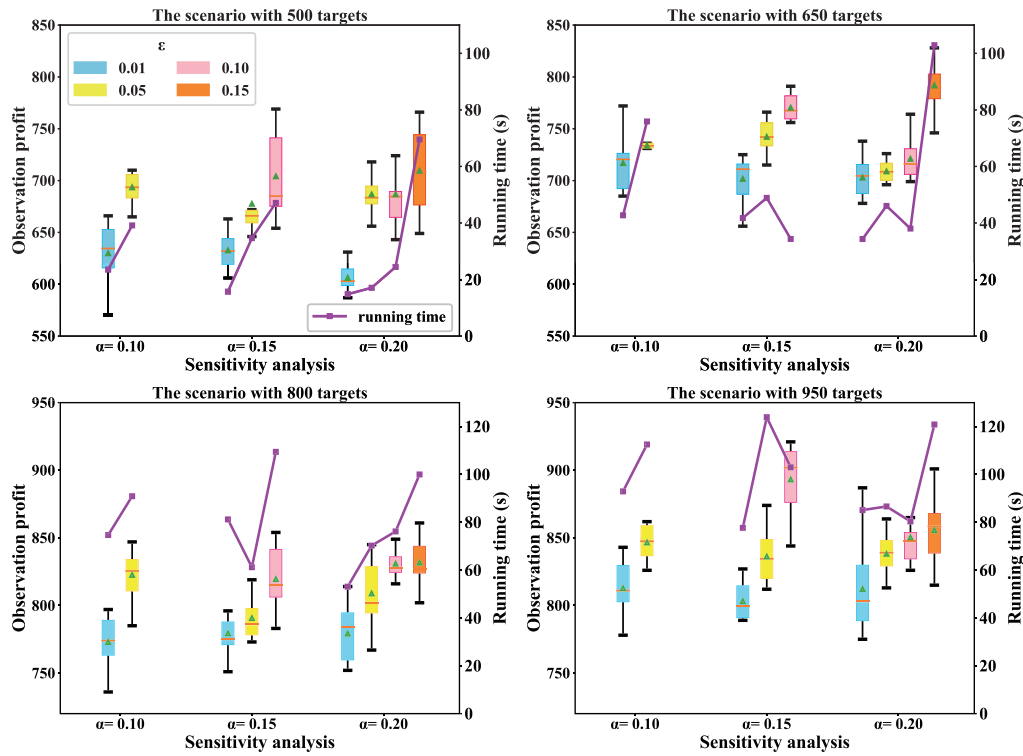 The scenario with 500 targets
850
800
750
700
650
600
550
Observation profit
ε
0.01
0.10
0.05
0.15
running time
100
80
60
40
20
0
Running time (s)
α= 0.10
α= 0.15
α= 0.20
Sensitivity analysis
The scenario with 650 targets
850
800
750
700
650
600
550
Observation profit
100
80
60
40
20
0
Running time (s)
α= 0.10
α= 0.15
α= 0.20
Sensitivity analysis
The scenario with 800 targets
950
900
850
800
750
Observation profit
120
100
80
60
40
20
0
Running time (s)
α= 0.10
α= 0.15
α= 0.20
Sensitivity analysis
The scenario with 950 targets
950
900
850
800
750
Observation profit
120
100
80
60
40
20
0
Running time (s)
α= 0.10
α= 0.15
α= 0.20
Sensitivity analysis